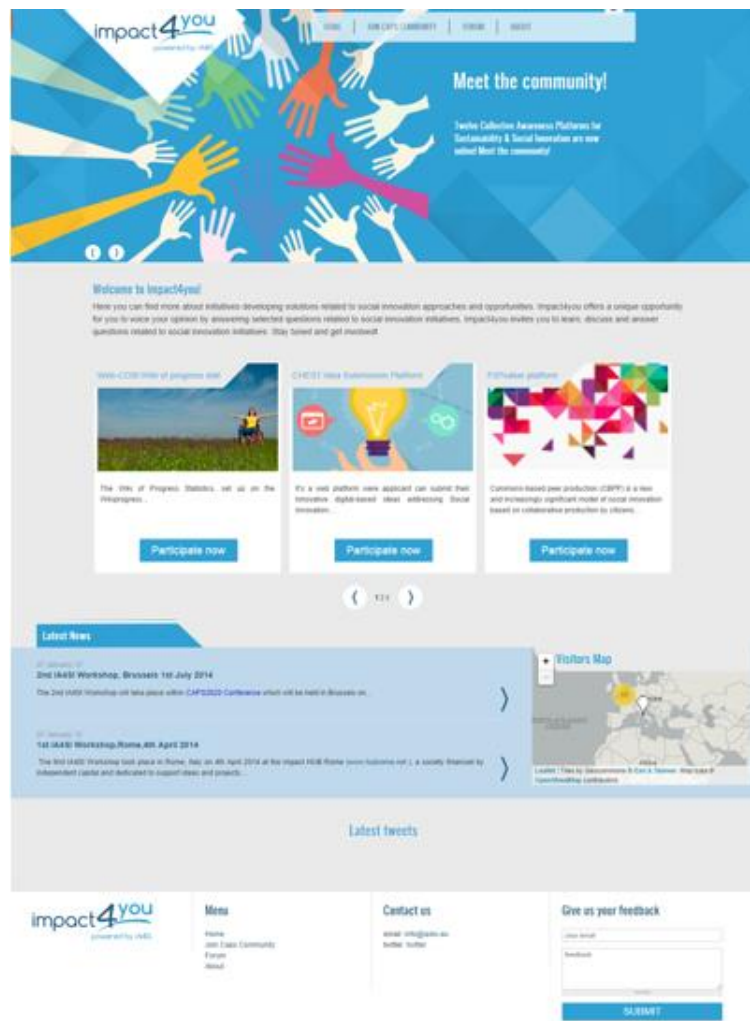 impact4you
HOME | JOIN CAPS COMMUNITY | FORUM | ABOUT
Meet the community!
Twelve Collective Awareness Platforms for
Sustainability & Social Innovation are now
online! Meet the community!
Welcome to Impact4you!
Here you can find more about initiatives developing solutions related to social innovation approaches and opportunities. Impact4you offers a unique opportunity
for you to voice your opinion by answering selected questions related to social innovation initiatives. Impact4you invites you to learn, discuss and answer
questions related to social innovation initiatives. Stay tuned and get involved!
CHEST Idea Submission Platform
P2Pvalue platform
The Wiki of Progress Statistics set up on the
Wikiprogress...
It's a web platform were applicant can submit their
innovative digital-based ideas addressing Social
Innovation...
Commons-based peer production (CBPP) is a new
and increasingly significant model of social innovation
based on collaborative production by citizens...
Participate now
Participate now
Participate now
Latest News
2nd IA4SI Workshop, Brussels 1st July 2014
The 2nd IA4SI Workshop will take place within CAPS2020 Conference which will be held in Brussels on...
1st IA4SI Workshop,Rome,4th April 2014
IA4SI Workshop took place in Rome, Italy on 4th April 2014 at the Impact HUB Rome ), a society financed by
independent capital and dedicated to support ideas and projects...
Visitors Map
+
-
Latest tweets
impact4you
Menu
Home
Join Caps Community
Forum
About
Contact us
twitter: twitter
Give us your feedback
your email
feedback
SUBMIT